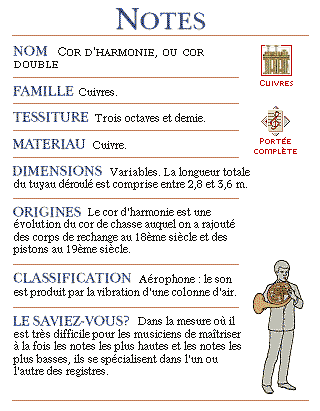 NOTES
NOM COR D'HARMONIE, OU COR
DOUBLE
CUIVRES
FAMILLE Cuivres.
TESSITURE Trois octaves et demie.
PORTÉE
COMPLÈTE
MATERIAU Cuivre.
DIMENSIONS Variables. La longueur totale
du tuyau déroulé est comprise entre 2,8 et 3,6 m.
ORIGINES Le cor d'harmonie est une
évolution du cor de chasse auquel on a rajouté
des corps de rechange au 18ème siècle et des
pistons au 19ème siècle.
CLASSIFICATION Aérophone : le son
est produit par la vibration d'une colonne d'air.
LE SAVIEZ-VOUS? Dans la mesure où il
est très difficile pour les musiciens de maîtriser
à la fois les notes les plus hautes et les notes les
plus basses, ils se spécialisent dans l'un ou
l'autre des registres.